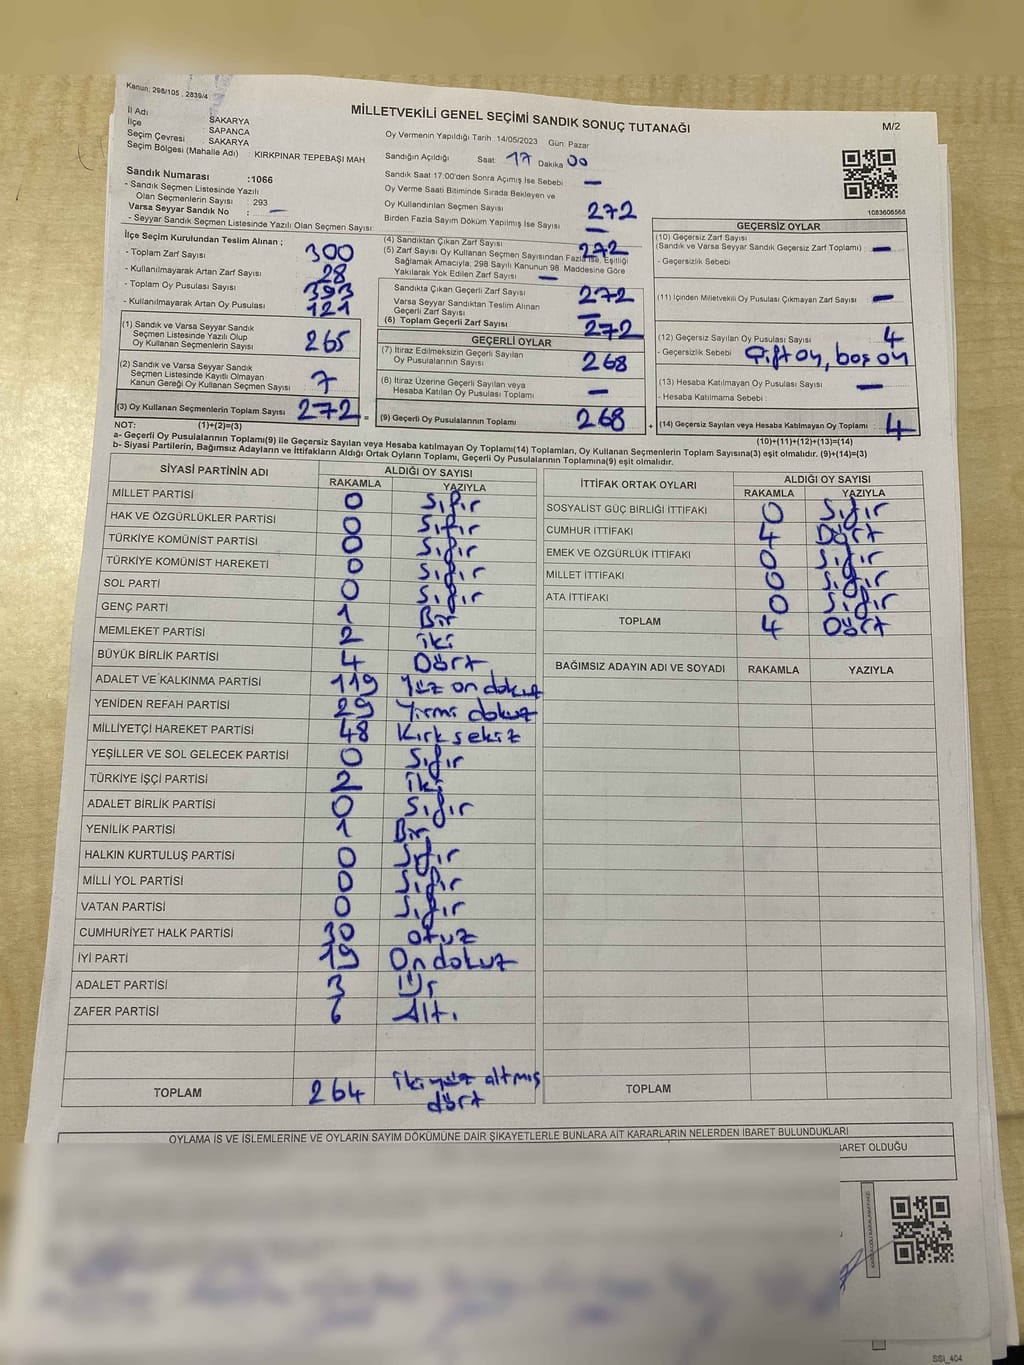 Kanun, 298/105 , 2839/4
MİLLETVEKİLİ GENEL SEÇİMİ SANDIK SONUÇ TUTANAĞI
M/2
İl Adı : SAKARYA
İlçe : SAPANCA
Seçim Çevresi : SAKARYA
Seçim Bölgesi (Mahalle Adı) : KIRKPINAR TEPEBAŞI MAH
Sandık Numarası :1066
- Sandık Seçmen Listesinde Yazılı
Olan Seçmenlerin Sayısı : 293
Varsa Seyyar Sandık No : —
- Seyyar Sandık Seçmen Listesinde Yazılı Olan Seçmen Sayısı:
Oy Vermenin Yapıldığı Tarih 14/05/2023 Gün: Pazar
Sandığın Açıldığı Saat: 17 Dakika 00
Sandık Saat 17:00'den Sonra Açımış İse Sebebi : —
Oy Verme Saati Bitiminde Sırada Bekleyen ve
Oy Kullandırılan Seçmen Sayısı : 272
Birden Fazla Sayım Döküm Yapılmış İse Sayısı : —
1083606568
İlçe Seçim Kurulundan Teslim Alınan ;
- Toplam Zarf Sayısı : 300
- Kullanılmayarak Artan Zarf Sayısı : 28
- Toplam Oy Pusulası Sayısı : 393
- Kullanılmayarak Artan Oy Pusulası : 121
(1) Sandık ve Varsa Seyyar Sandık
Seçmen Listesinde Yazılı Olup
Oy Kullanan Seçmenlerin Sayısı : 265
(2) Sandık ve Varsa Seyyar Sandık
Seçmen Listesinde Kayıtlı Olmayan
Kanun Gereği Oy Kullanan Seçmen Sayısı : 7
(3) Oy Kullanan Seçmenlerin Toplam Sayısı : 272 =
(4) Sandıktan Çıkan Zarf Sayısı : 272
(5) Zarf Sayısı Oy Kullanan Seçmen Sayısından Fazla İse, Eşitliği
Sağlamak Amacıyla, 298 Sayılı Kanunun 98. Maddesine Göre
Yakılarak Yok Edilen Zarf Sayısı : —
Sandıkta Çıkan Geçerli Zarf Sayısı : 272
Varsa Seyyar Sandıktan Teslim Alınan
Geçerli Zarf Sayısı : —
(6) Toplam Geçerli Zarf Sayısı : 272
GEÇERLİ OYLAR
(7) İtiraz Edilmeksizin Geçerli Sayılan
Oy Pusulalarının Sayısı : 268
(8) İtiraz Üzerine Geçerli Sayılan veya
Hesaba Katılan Oy Pusulası Toplamı : —
(9) Geçerli Oy Pusulalarının Toplamı : 268 +
GEÇERSİZ OYLAR
(10) Geçersiz Zarf Sayısı
(Sandık ve Varsa Seyyar Sandık Geçersiz Zarf Toplamı) : —
- Geçersizlik Sebebi :
(11) İçinden Milletvekili Oy Pusulası Çıkmayan Zarf Sayısı : —
(12) Geçersiz Sayılan Oy Pusulası Sayısı : 4
- Geçersizlik Sebebi : Çift oy, boş oy
(13) Hesaba Katılmayan Oy Pusulası Sayısı : —
- Hesaba Katılmama Sebebi :
(14) Geçersiz Sayılan veya Hesaba Katılmayan Oy Toplamı : 4
NOT: (1)+(2)=(3)
(10)+(11)+(12)+(13)=(14)
a- Geçerli Oy Pusulalarının Toplamı(9) ile Geçersiz Sayılan veya Hesaba katılmayan Oy Toplamı(14) Toplamları, Oy Kullanan Seçmenlerin Toplam Sayısına(3) eşit olmalıdır. (9)+(14)=(3)
b- Siyasi Partilerin, Bağımsız Adayların ve İttifakların Aldığı Ortak Oyların Toplamı, Geçerli Oy Pusulalarının Toplamına(9) eşit olmalıdır.
SİYASİ PARTİNİN ADI ALDIĞI OY SAYISI
RAKAMLA YAZIYLA
MİLLET PARTİSİ 0 Sıfır
HAK VE ÖZGÜRLÜKLER PARTİSİ 0 Sıfır
TÜRKİYE KOMÜNİST PARTİSİ 0 Sıfır
TÜRKİYE KOMÜNİST HAREKETİ 0 Sıfır
SOL PARTİ 0 Sıfır
GENÇ PARTİ 1 Bir
MEMLEKET PARTİSİ 2 iki
BÜYÜK BİRLİK PARTİSİ 4 Dört
ADALET VE KALKINMA PARTİSİ 119 Yüz on dokuz
YENİDEN REFAH PARTİSİ 29 Yirmi dokuz
MİLLİYETÇİ HAREKET PARTİSİ 48 Kırk sekiz
YEŞİLLER VE SOL GELECEK PARTİSİ 0 Sıfır
TÜRKİYE İŞÇİ PARTİSİ 2 iki
ADALET BİRLİK PARTİSİ 0 Sıfır
YENİLİK PARTİSİ 1 Bir
HALKIN KURTULUŞ PARTİSİ 0 Sıfır
MİLLİ YOL PARTİSİ 0 Sıfır
VATAN PARTİSİ 0 Sıfır
CUMHURİYET HALK PARTİSİ 30 otuz
İYİ PARTİ 19 On dokuz
ADALET PARTİSİ 3 Üç
ZAFER PARTİSİ 6 Altı
TOPLAM 264 iki yüz altmış
dört
İTTİFAK ORTAK OYLARI ALDIĞI OY SAYISI
RAKAMLA YAZIYLA
SOSYALİST GÜÇ BİRLİĞİ İTTİFAKI 0 Sıfır
CUMHUR İTTİFAKI 4 Dört
EMEK VE ÖZGÜRLÜK İTTİFAKI 0 Sıfır
MİLLET İTTİFAKI 0 Sıfır
ATA İTTİFAKI 0 Sıfır
TOPLAM 4 Dört
BAĞIMSIZ ADAYIN ADI VE SOYADI RAKAMLA YAZIYLA
TOPLAM
OYLAMA İŞ VE İŞLEMLERİNE VE OYLARIN SAYIM DÖKÜMÜNE DAİR ŞİKAYETLERLE BUNLARA AİT KARARLARIN NELERDEN İBARET BULUNDUKLARI
BARET OLDUĞU
SSI_404